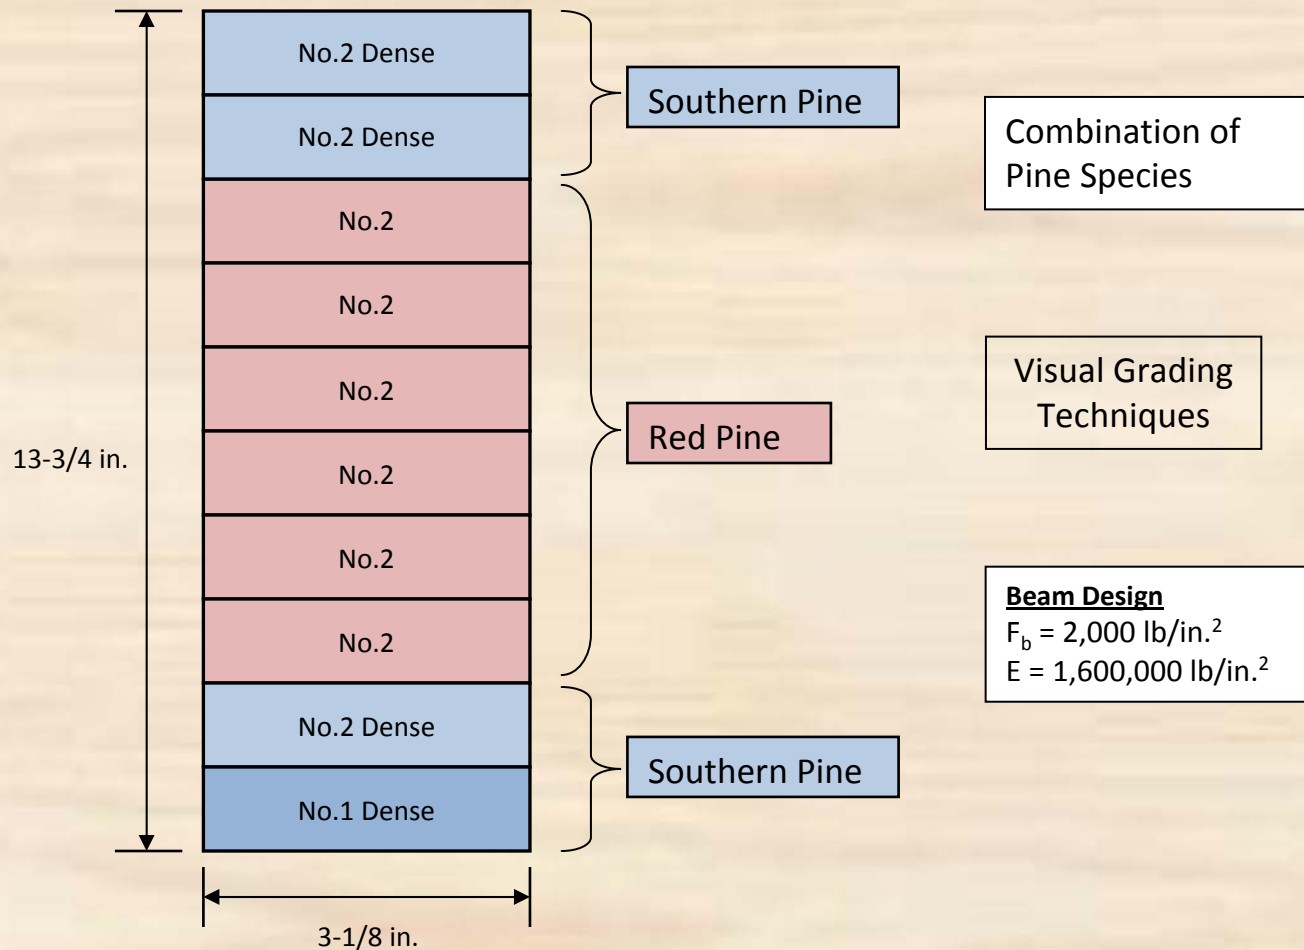 No.2 Dense
No.2 Dense
No.2
No.2
No.2
No.2
No.2
No.2
No.2 Dense
No.1 Dense
13-3/4 in.
3-1/8 in.
Southern Pine
Red Pine
Southern Pine
Combination of
Pine Species
Visual Grading
Techniques
Beam Design
F_b = 2,000 lb/in.²
E = 1,600,000 lb/in.²